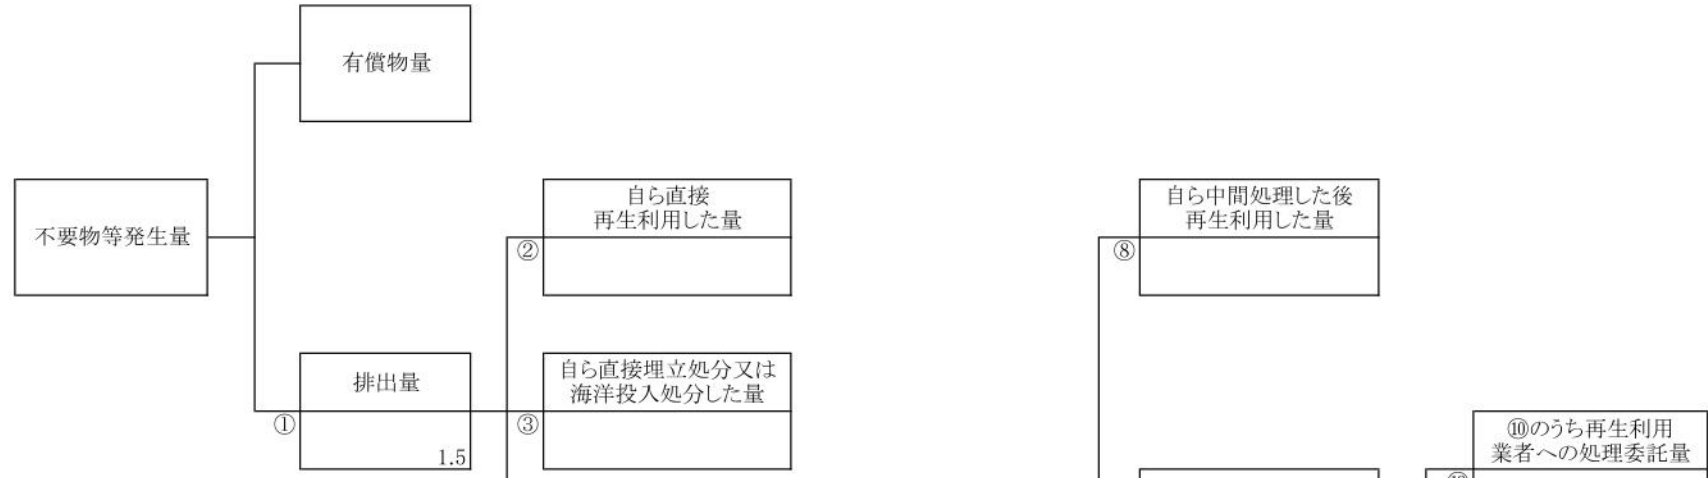 有償物量
不要物等発生量
自ら直接
再生利用した量
②
自ら中間処理した後
再生利用した量
⑧
排出量
①
1.5
自ら直接埋立処分又は
海洋投入処分した量
③
⑩のうち再生利用
業者への処理委託量